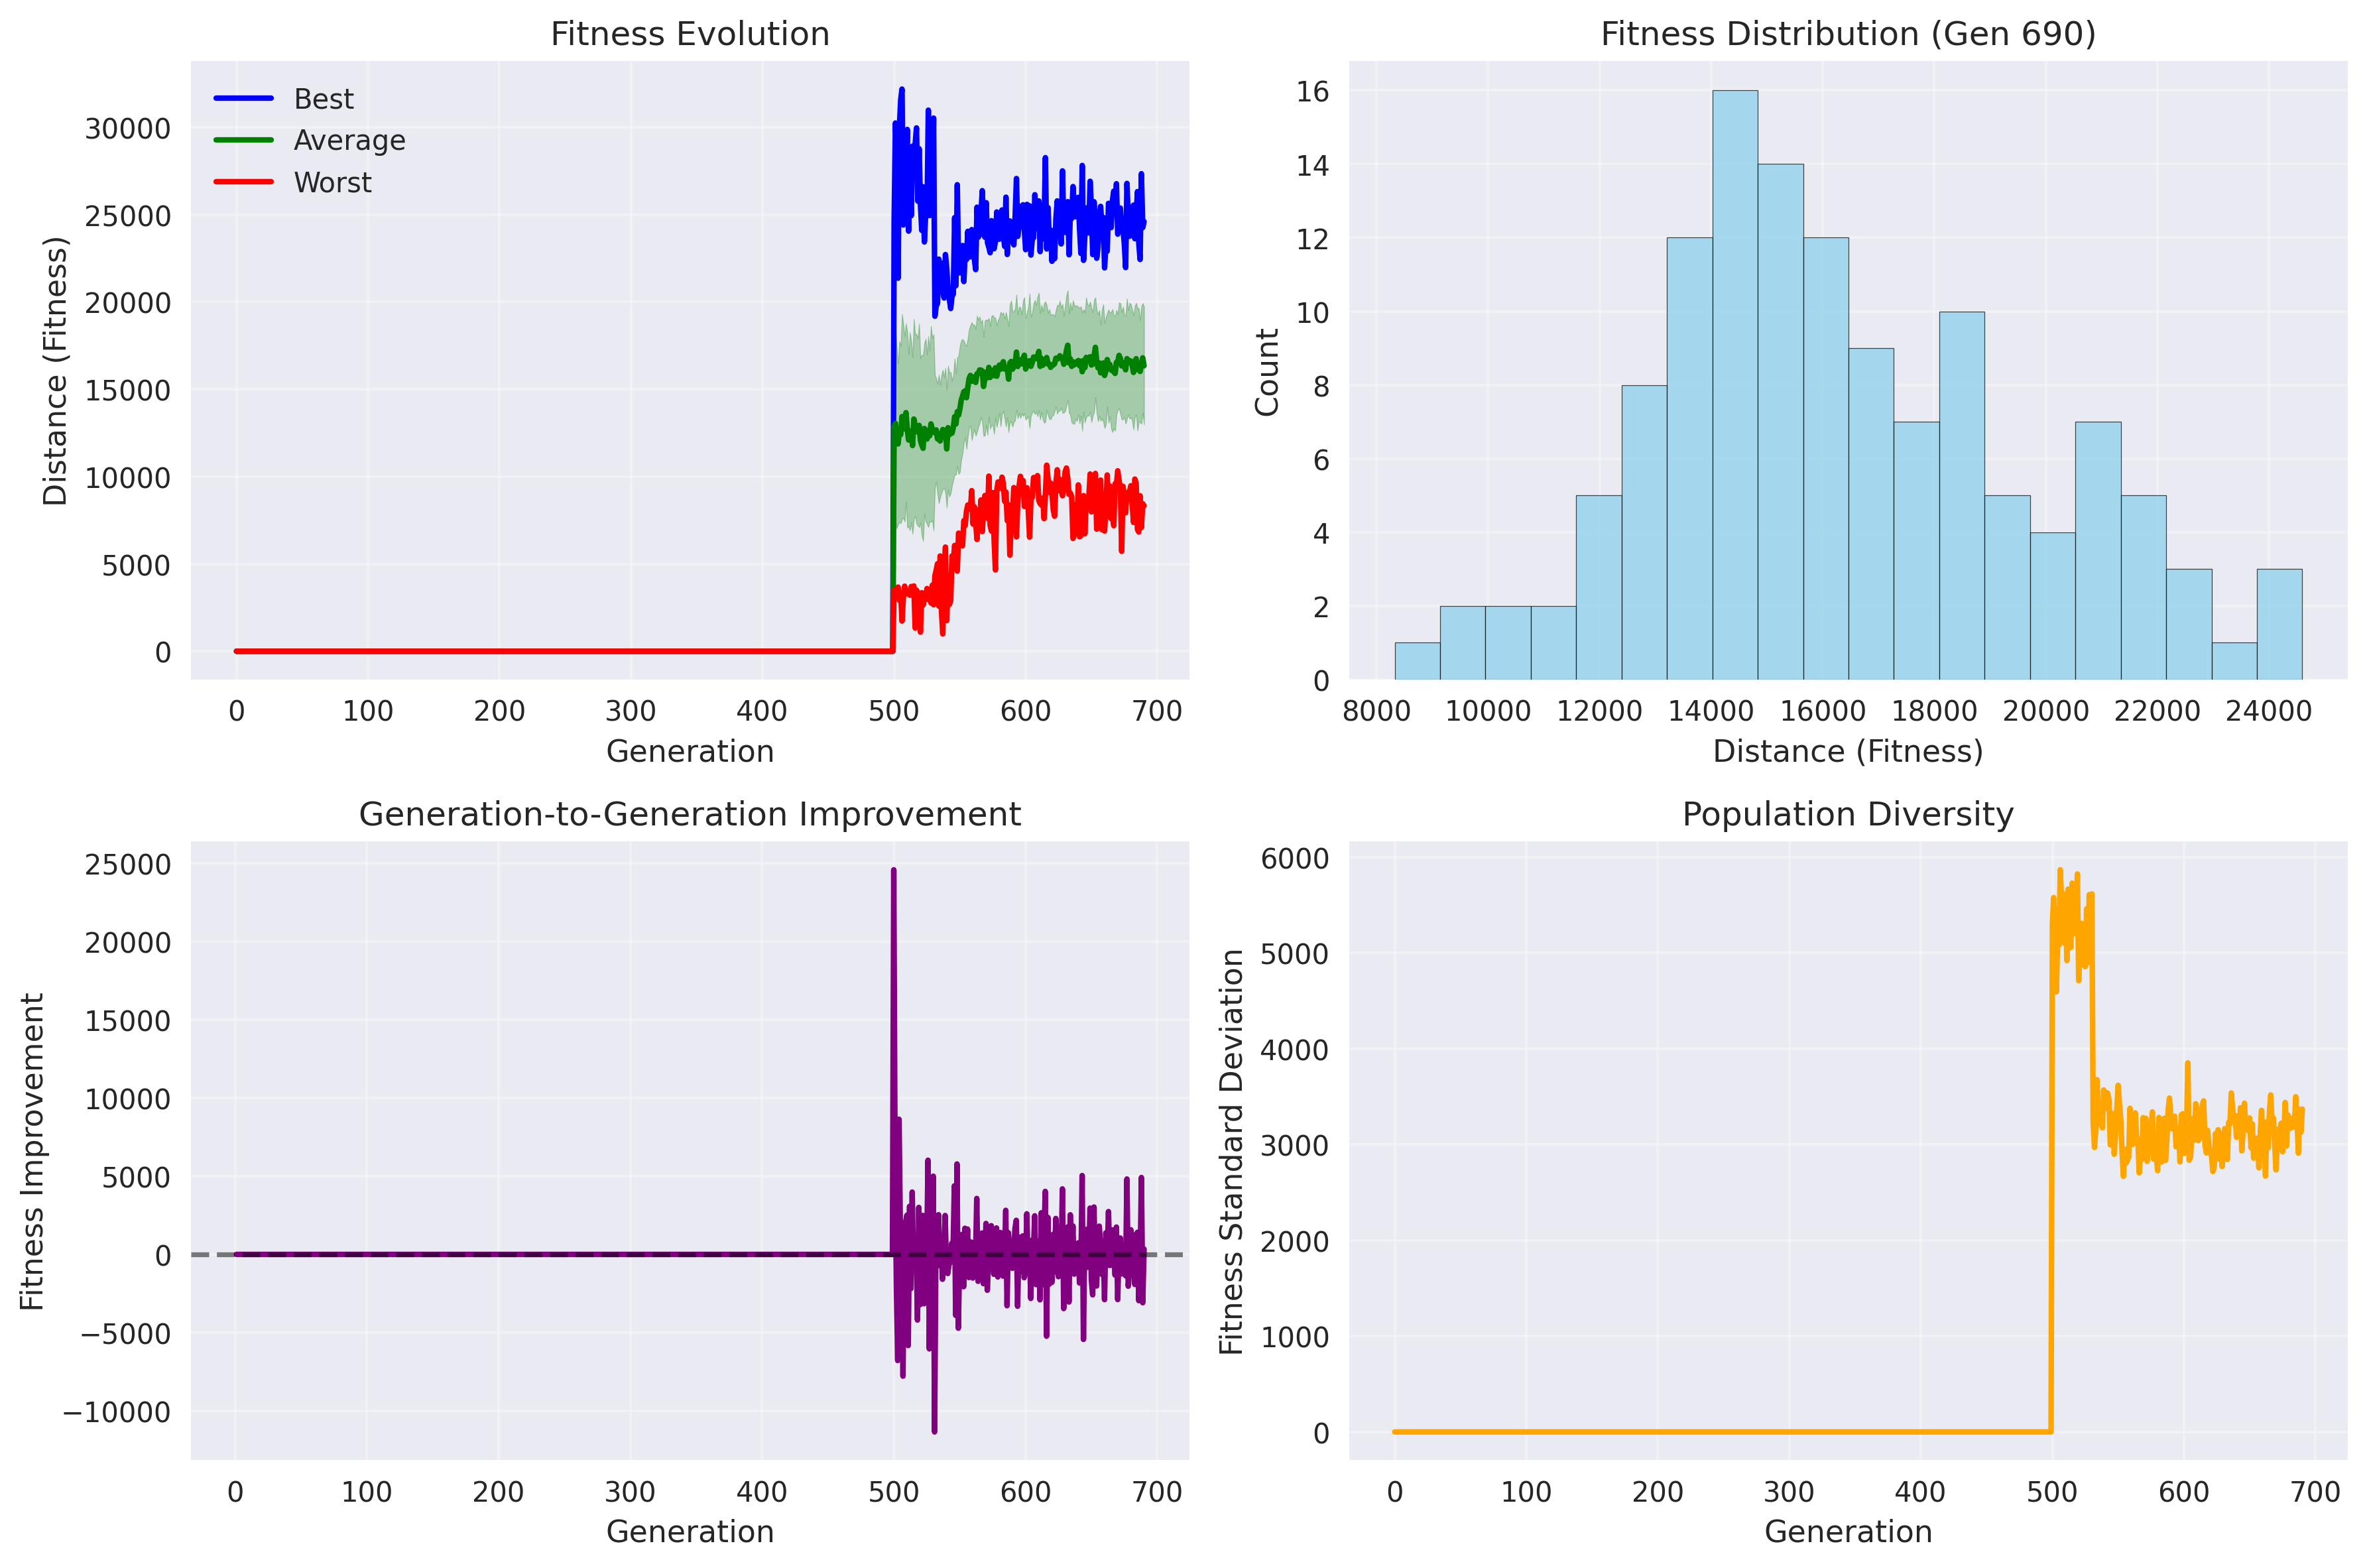 Fitness Evolution
Best
Average
Worst
30000
25000
20000
15000
10000
5000
0
Distance (Fitness)
0 100 200 300 400 500 600 700
Generation
Fitness Distribution (Gen 690)
16
14
12
10
8
6
4
2
0
Count
8000 10000 12000 14000 16000 18000 20000 22000 24000
Distance (Fitness)
Generation-to-Generation Improvement
25000
20000
15000
10000
5000
0
−5000
−10000
Fitness Improvement
0 100 200 300 400 500 600 700
Generation
Population Diversity
6000
5000
4000
3000
2000
1000
0
Fitness Standard Deviation
0 100 200 300 400 500 600 700
Generation